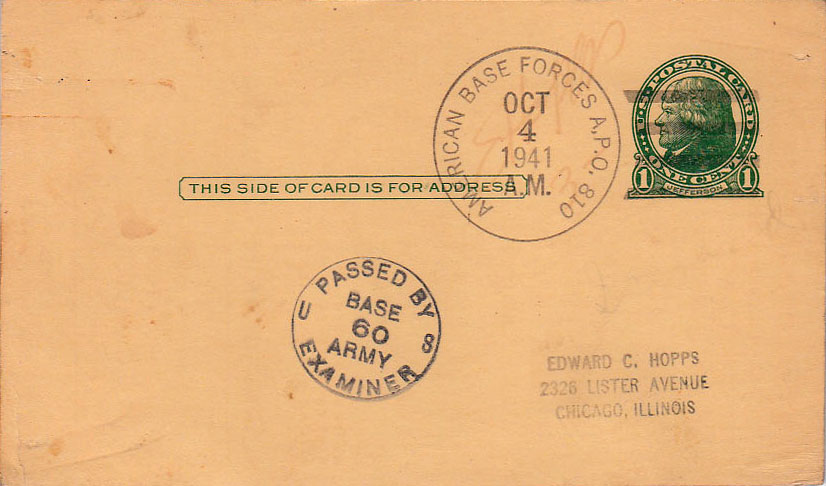 AMERICAN BASE FORCES A.P.O. 810
OCT
4
1941
A.M.
U.S. POSTAL CARD
1 ONE CENT 1
JEFFERSON
THIS SIDE OF CARD IS FOR ADDRESS
PASSED BY
U S
BASE
60
ARMY
EXAMINER
EDWARD C. HOPPS
2326 LISTER AVENUE
CHICAGO, ILLINOIS